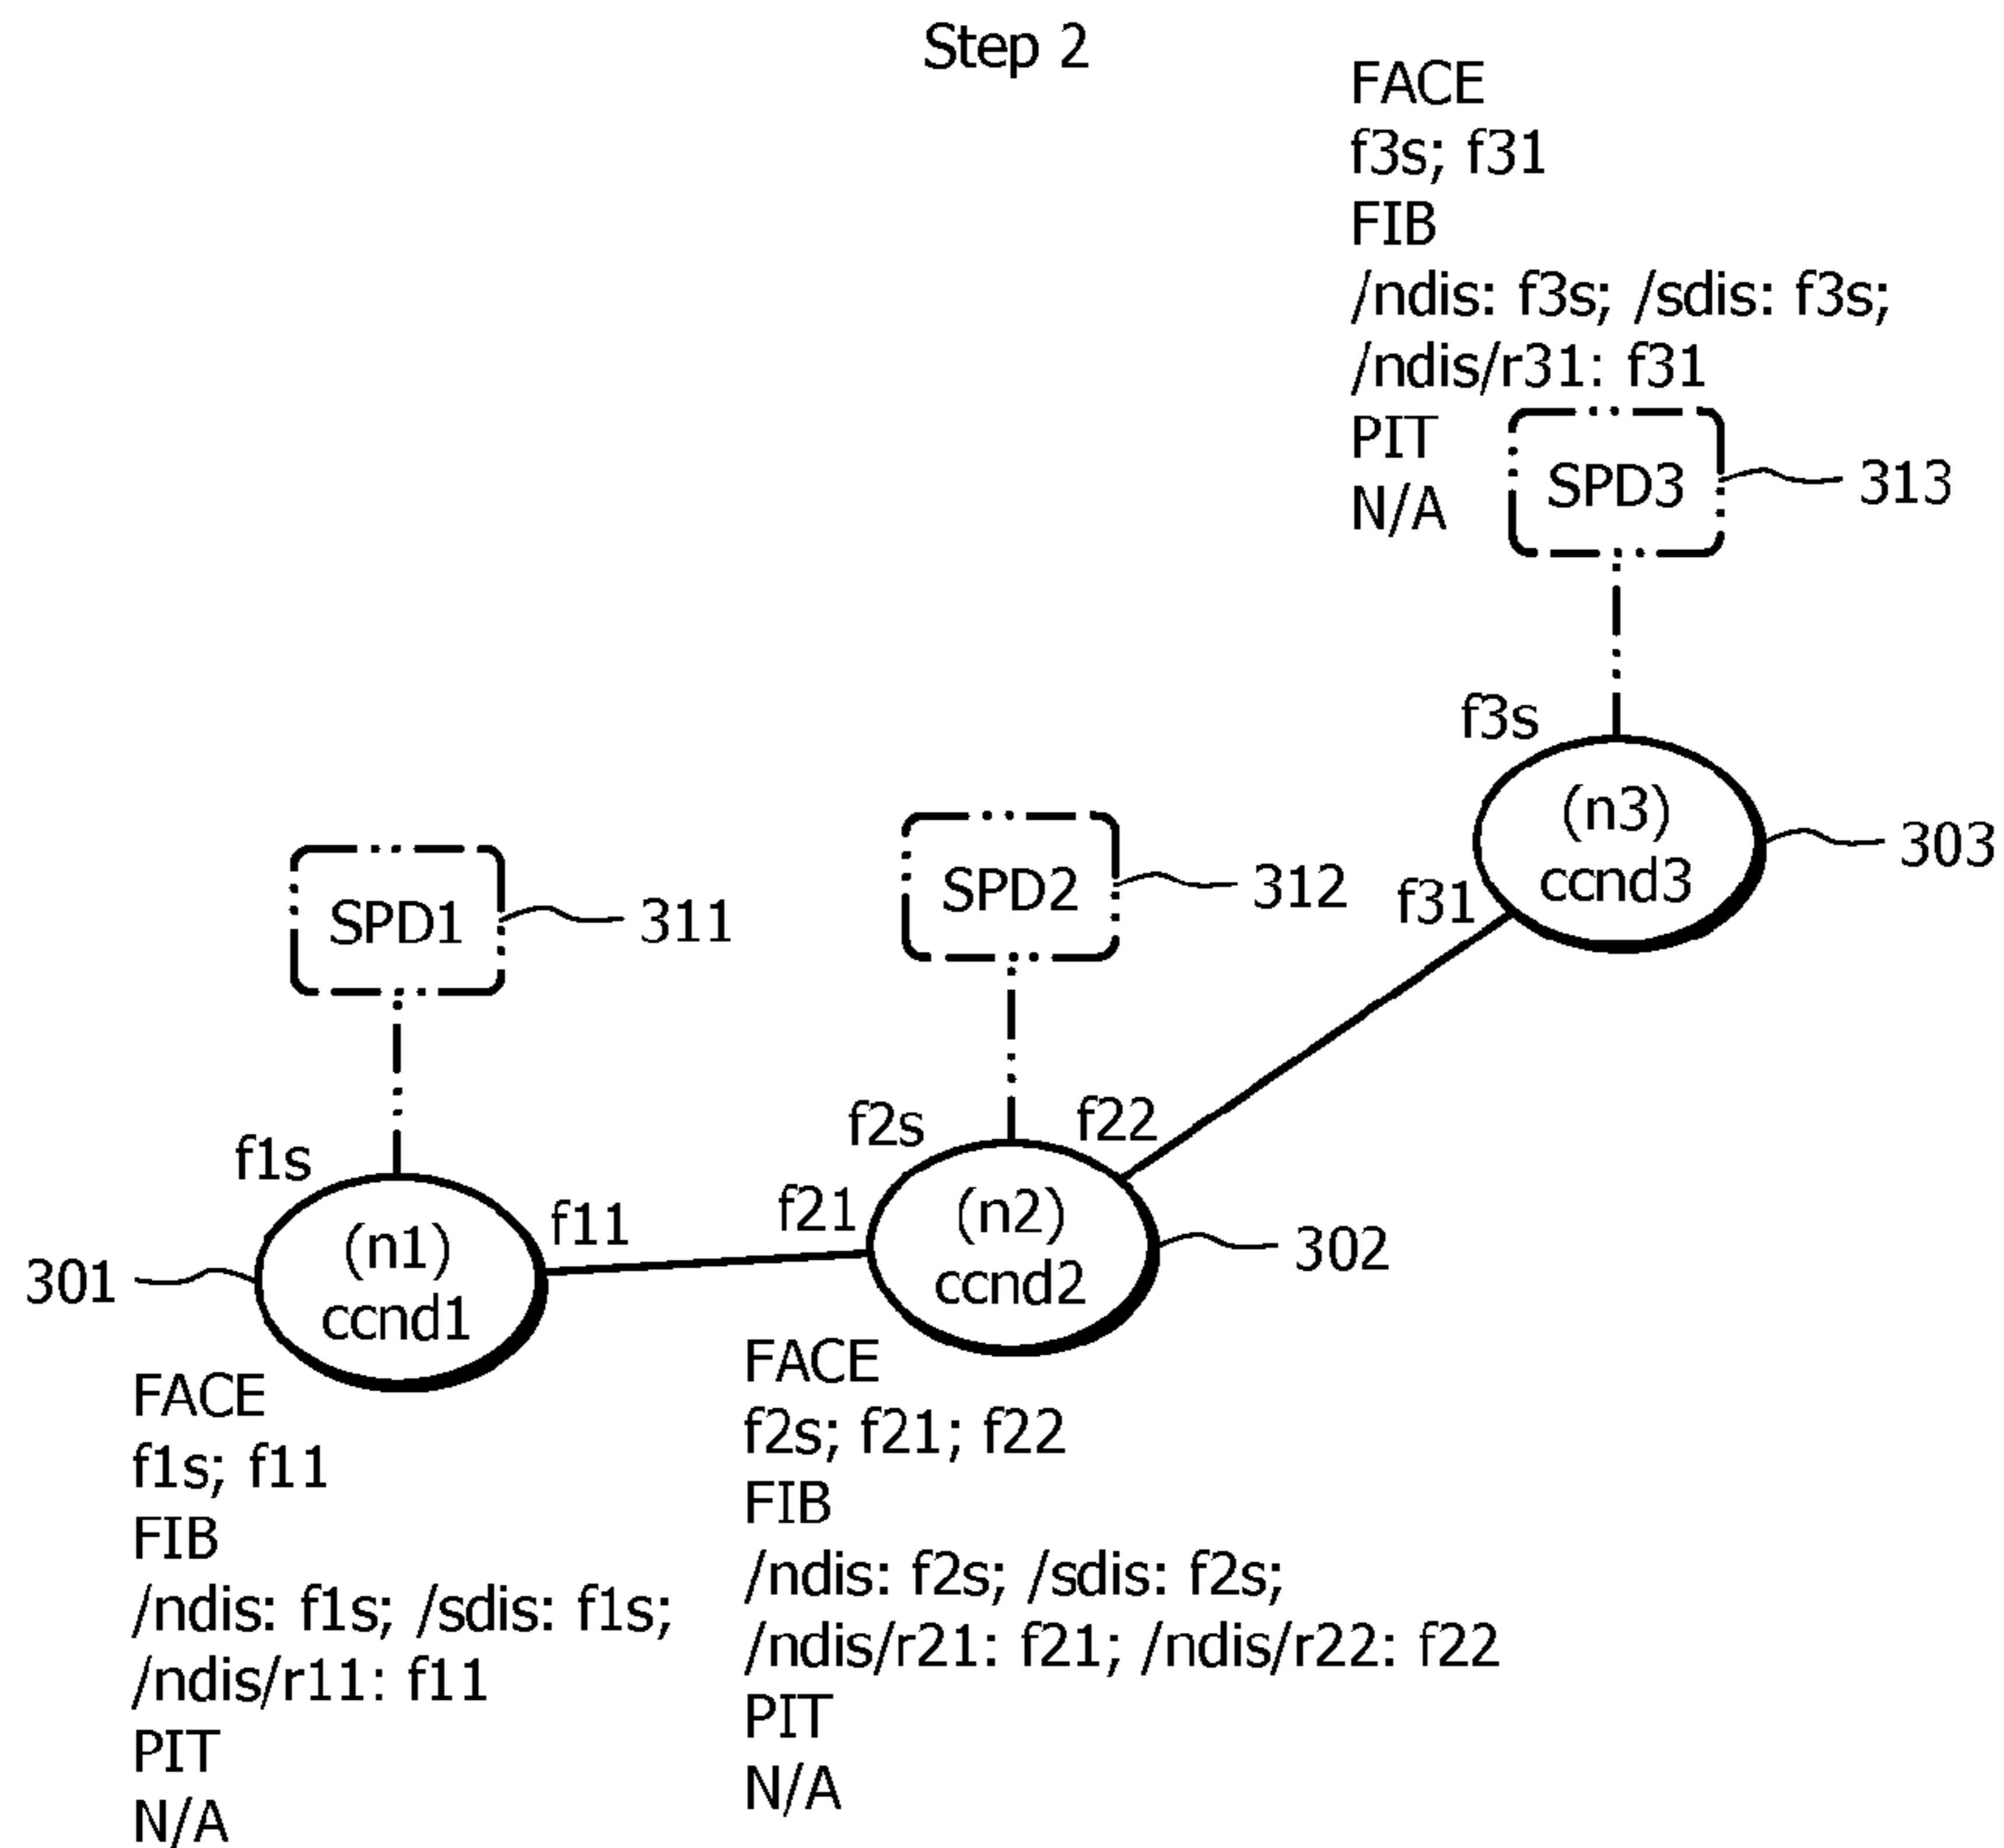 Step 2
FACE
f3s; f31
FIB
/ndis: f3s; /sdis: f3s;
/ndis/r31: f31
PIT
N/A
SPD3
313
f3s
(n3)
ccnd3
303
f31
SPD2
312
SPD1
311
f2s
f22
f1s
f11
f21
(n2)
ccnd2
302
(n1)
ccnd1
301
FACE
f1s; f11
FIB
/ndis: f1s; /sdis: f1s;
/ndis/r11: f11
PIT
N/A
FACE
f2s; f21; f22
FIB
/ndis: f2s; /sdis: f2s;
/ndis/r21: f21; /ndis/r22: f22
PIT
N/A